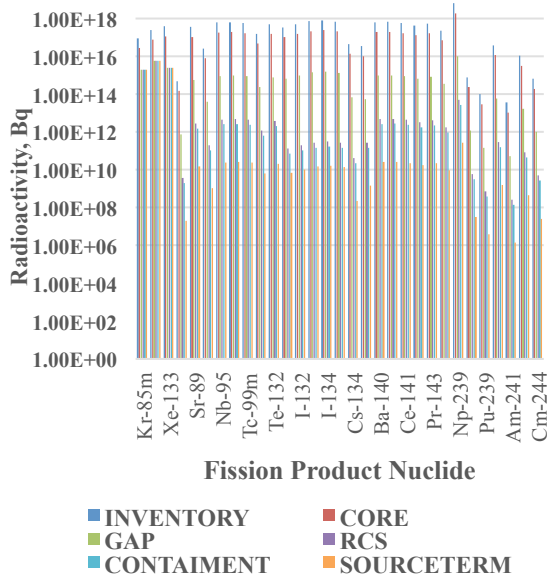 Radioactivity, Bq
1.00E+18
1.00E+16
1.00E+14
1.00E+12
1.00E+10
1.00E+08
1.00E+06
1.00E+04
1.00E+02
1.00E+00
Kr-85m
Xe-133
Sr-89
Nb-95
Tc-99m
Te-132
I-132
I-134
Cs-134
Ba-140
Ce-141
Pr-143
Np-239
Pu-239
Am-241
Cm-244
Fission Product Nuclide
INVENTORY CORE
GAP RCS
CONTAIMENT SOURCETERM